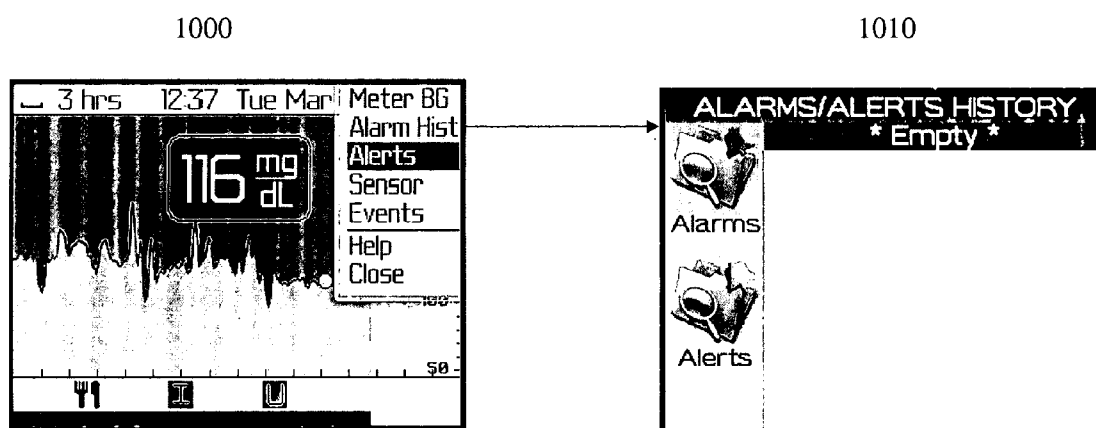 1000
1010
3 hrs 12:37 Tue Mar
Meter BG
Alarm Hist
Alerts
Sensor
Events
Help
Close
116 mg
dL
100
50
I
U
ALARMS/ALERTS HISTORY
* Empty *
Alarms
Alerts